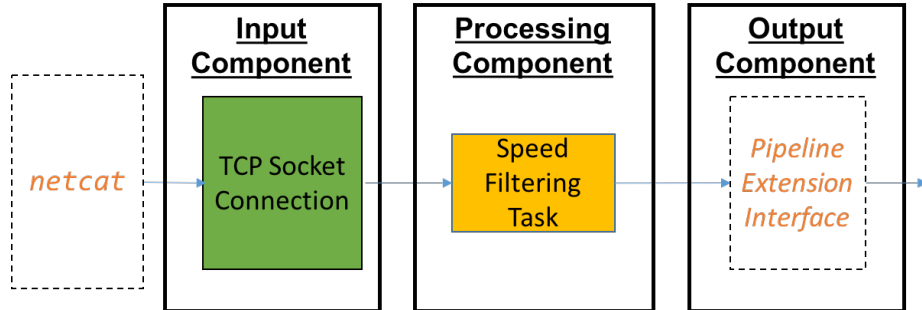 Input
Component
Processing
Component
Output
Component
netcat
TCP Socket
Connection
Speed
Filtering
Task
Pipeline
Extension
Interface